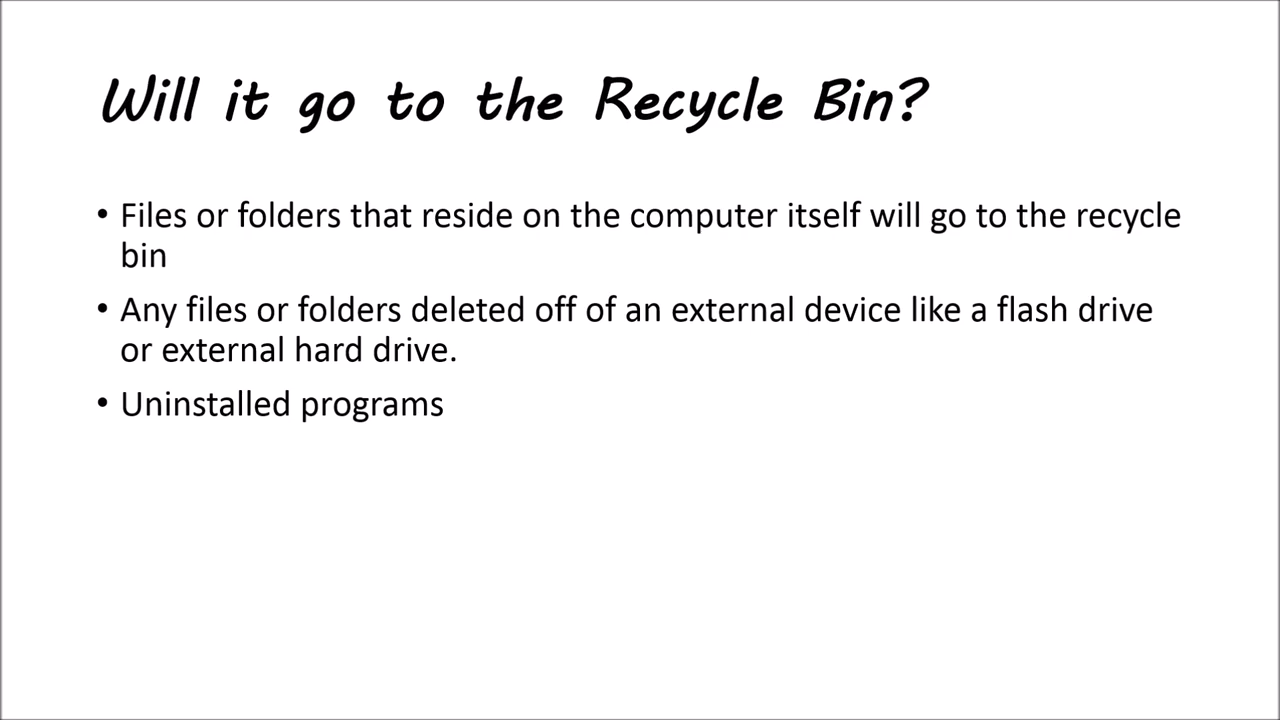 Will it go to the Recycle Bin?
• Files or folders that reside on the computer itself will go to the recycle
bin
• Any files or folders deleted off of an external device like a flash drive
or external hard drive.
• Uninstalled programs